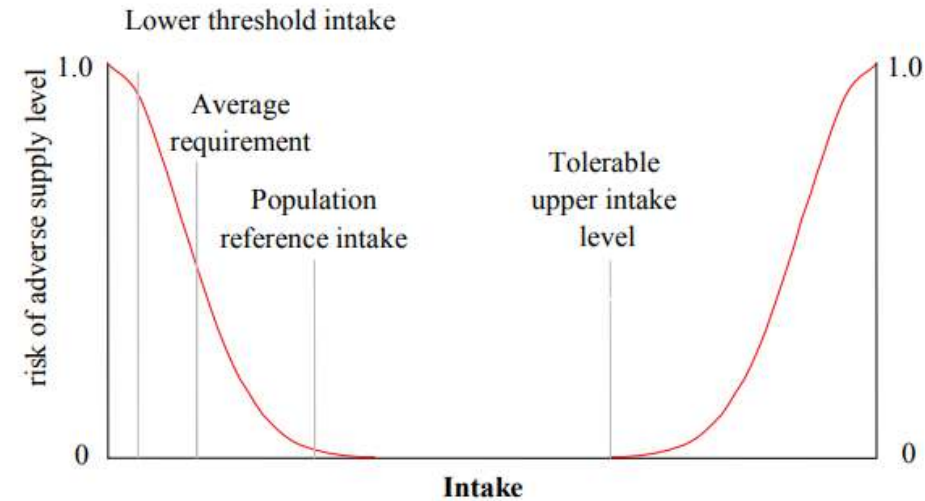 Lower threshold intake
1.0
1.0
Average
requirement
Tolerable
upper intake
level
Population
reference intake
risk of adverse supply level
0
0
Intake